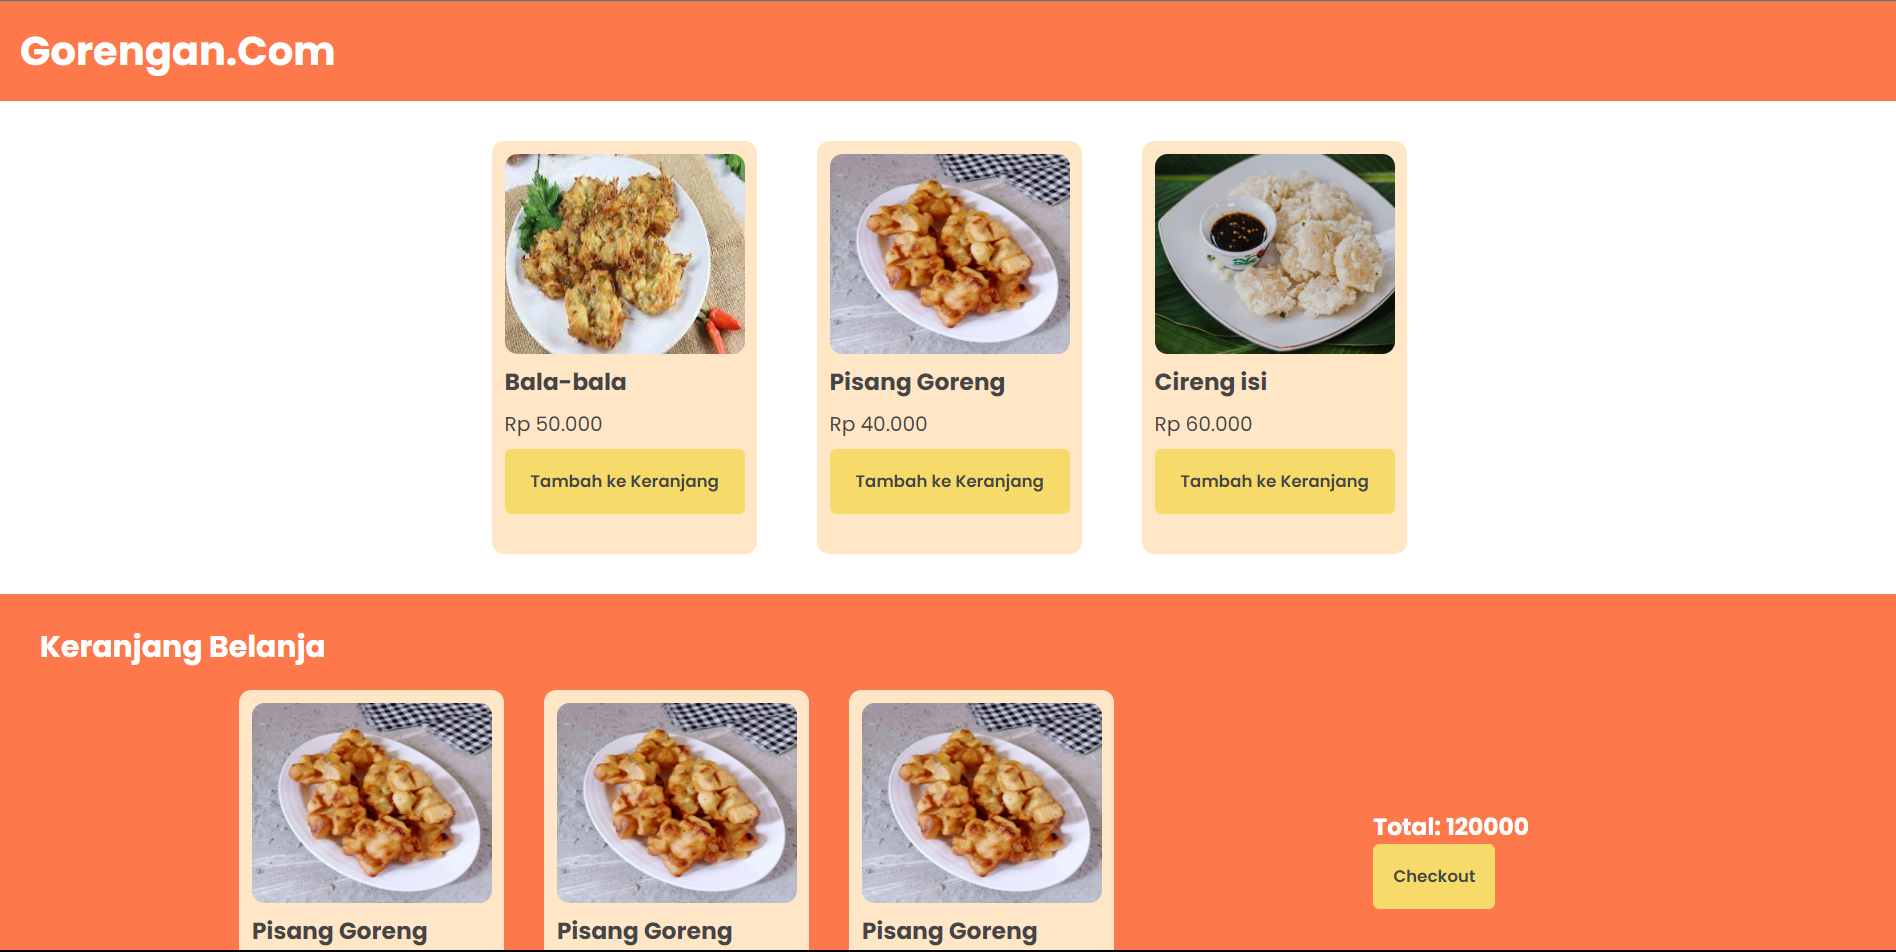 Gorengan.Com
Bala-bala
Rp 50.000
Tambah ke Keranjang
Pisang Goreng
Rp 40.000
Tambah ke Keranjang
Cireng isi
Rp 60.000
Tambah ke Keranjang
Keranjang Belanja
Pisang Goreng
Pisang Goreng
Pisang Goreng
Total: 120000
Checkout